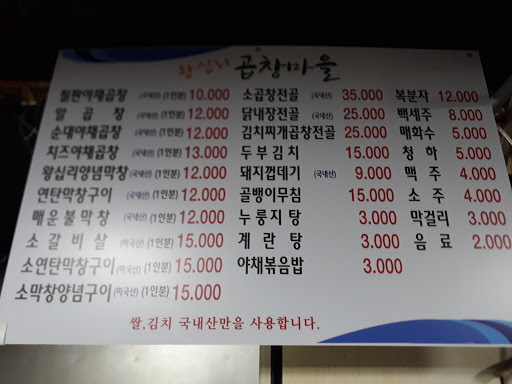 왕십리 곱창마을
철판야채곱창 (국내산) (1인분) 10.000
알곱창 (국내산) (1인분) 12.000
순대야채곱창 (국내산) (1인분) 12.000
치즈야채곱창 (국내산) (1인분) 13.000
왕십리양념막창 (국내산) (1인분) 12.000
연탄막창구이 (국내산) (1인분) 12.000
매운불막창 (국내산) (1인분) 12.000
소갈비살 (미국산) (1인분) 15.000
소연탄막창구이 (미국산) (1인분) 15.000
소막창양념구이 (미국산) (1인분) 15.000
소곱창전골 (국내산) 35.000
닭내장전골 (국내산) 25.000
김치찌개곱창전골 25.000
두부김치 15.000
돼지껍데기 (국내산) 9.000
골뱅이무침 15.000
누룽지탕 3.000
계란탕 3.000
야채볶음밥 3.000
복분자 12.000
백세주 8.000
매화수 5.000
청하 5.000
맥주 4.000
소주 4.000
막걸리 3.000
음료 2.000
쌀,김치 국내산만을 사용합니다.